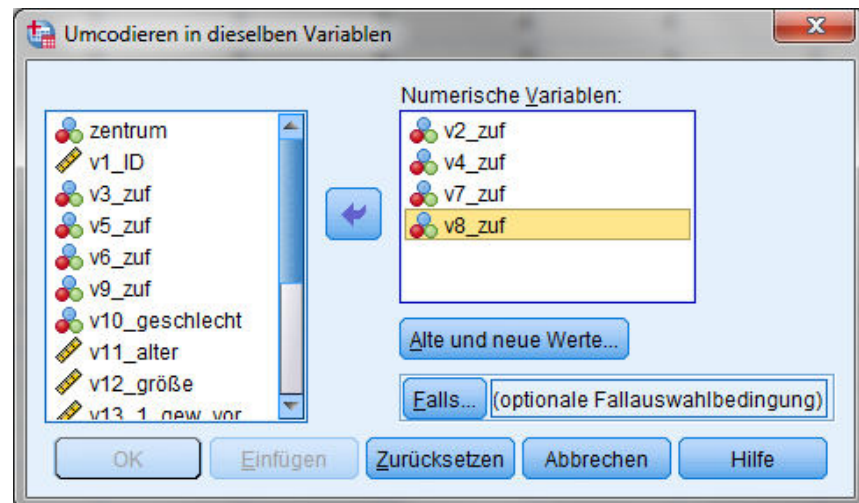 Umcodieren in dieselben Variablen
zentrum
v1_ID
v3_zuf
v5_zuf
v6_zuf
v9_zuf
v10_geschlecht
v11_alter
v12_größe
v13_1_gew_vor
Numerische Variablen:
v2_zuf
v4_zuf
v7_zuf
v8_zuf
Alte und neue Werte...
Falls... (optionale Fallauswahlbedingung)
OK Einfügen Zurücksetzen Abbrechen Hilfe